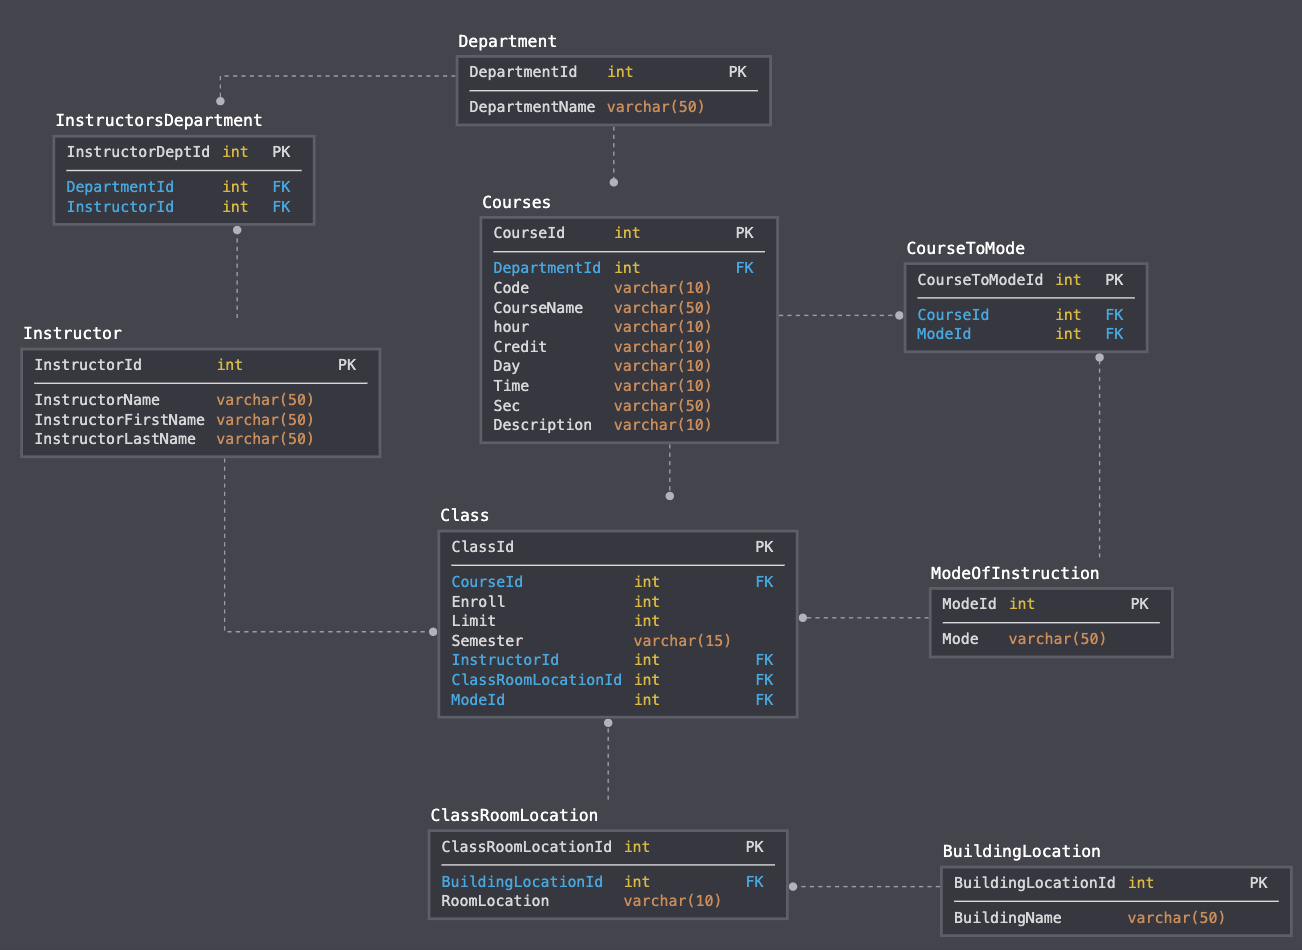 Department
DepartmentId int PK
DepartmentName varchar(50)
InstructorsDepartment
InstructorDeptId int PK
DepartmentId int FK
InstructorId int FK
Courses
CourseId int PK
DepartmentId int FK
Code varchar(10)
CourseName varchar(50)
hour varchar(10)
Credit varchar(10)
Day varchar(10)
Time varchar(10)
Sec varchar(50)
Description varchar(10)
CourseToMode
CourseToModeId int PK
CourseId int FK
ModeId int FK
Instructor
InstructorId int PK
InstructorName varchar(50)
InstructorFirstName varchar(50)
InstructorLastName varchar(50)
Class
ClassId PK
CourseId int FK
Enroll int
Limit int
Semester varchar(15)
InstructorId int FK
ClassRoomLocationId int FK
ModeId int FK
ModeOfInstruction
ModeId int PK
Mode varchar(50)
ClassRoomLocation
ClassRoomLocationId int PK
BuildingLocationId int FK
RoomLocation varchar(10)
BuildingLocation
BuildingLocationId int PK
BuildingName varchar(50)